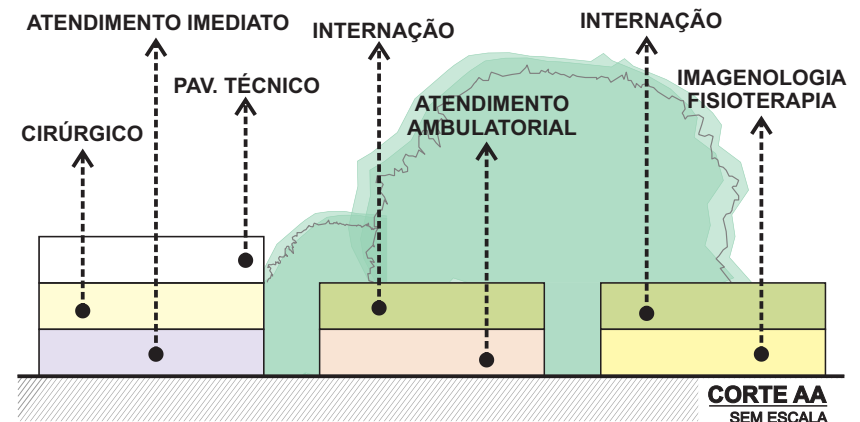 ATENDIMENTO IMEDIATO
INTERNAÇÃO
INTERNAÇÃO
PAV. TÉCNICO
IMAGENOLOGIA
FISIOTERAPIA
CIRÚRGICO
ATENDIMENTO
AMBULATORIAL
CORTE AA
SEM ESCALA